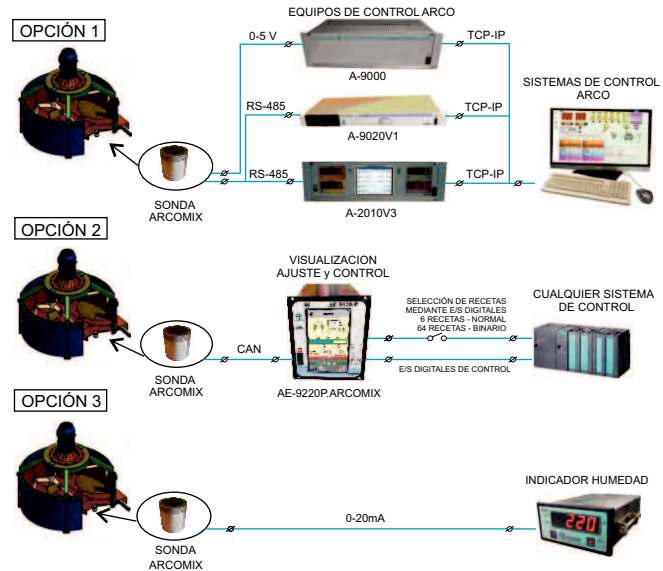 OPCIÓN 1
EQUIPOS DE CONTROL ARCO
0-5 V
TCP-IP
A-9000
SISTEMAS DE CONTROL
ARCO
RS-485
TCP-IP
A-9020V1
RS-485
TCP-IP
A-2010V3
SONDA
ARCOMIX
OPCIÓN 2
VISUALIZACION
AJUSTE y CONTROL
SELECCIÓN DE RECETAS
MEDIANTE E/S DIGITALES
6 RECETAS - NORMAL
64 RECETAS - BINARIO
CUALQUIER SISTEMA
DE CONTROL
CAN
E/S DIGITALES DE CONTROL
SONDA
ARCOMIX
AE-9220P.ARCOMIX
OPCIÓN 3
INDICADOR HUMEDAD
0-20mA
220
SONDA
ARCOMIX